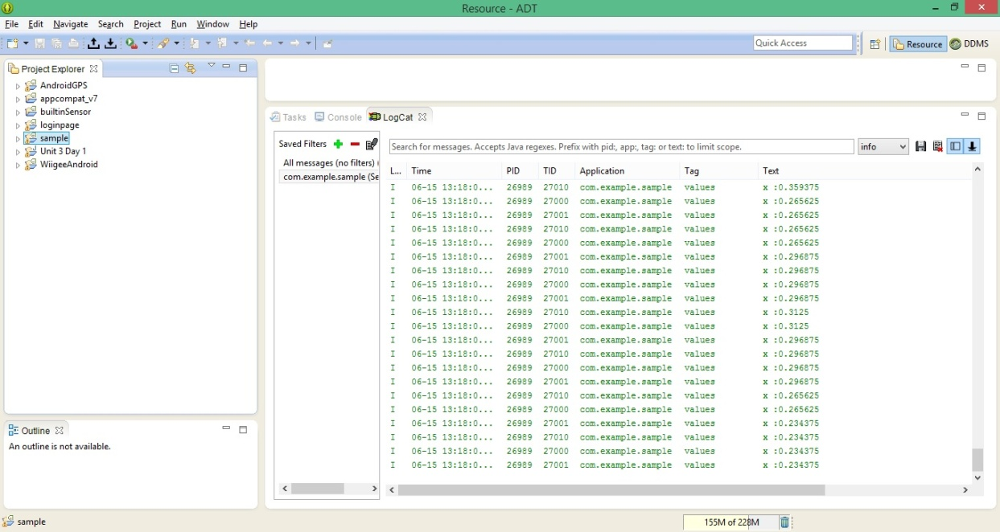 Resource - ADT
File Edit Navigate Search Project Run Window Help
Quick Access
Resource
DDMS
Project Explorer
AndroidGPS
appcompat_v7
builtinSensor
loginpage
sample
Unit 3 Day 1
WiigeeAndroid
Outline
An outline is not available.
Tasks Console LogCat
Saved Filters
All messages (no filters) (
com.example.sample (Se
Search for messages. Accepts Java regexes. Prefix with pid:, app:, tag: or text: to limit scope.
info
L... Time PID TID Application Tag Text
I 06-15 13:18:0... 26989 27010 com.example.sample values x :0.359375
I 06-15 13:18:0... 26989 27000 com.example.sample values x :0.265625
I 06-15 13:18:0... 26989 27001 com.example.sample values x :0.265625
I 06-15 13:18:0... 26989 27010 com.example.sample values x :0.265625
I 06-15 13:18:0... 26989 27000 com.example.sample values x :0.265625
I 06-15 13:18:0... 26989 27001 com.example.sample values x :0.296875
I 06-15 13:18:0... 26989 27010 com.example.sample values x :0.296875
I 06-15 13:18:0... 26989 27000 com.example.sample values x :0.296875
I 06-15 13:18:0... 26989 27001 com.example.sample values x :0.296875
I 06-15 13:18:0... 26989 27010 com.example.sample values x :0.3125
I 06-15 13:18:0... 26989 27000 com.example.sample values x :0.3125
I 06-15 13:18:0... 26989 27001 com.example.sample values x :0.296875
I 06-15 13:18:0... 26989 27010 com.example.sample values x :0.296875
I 06-15 13:18:0... 26989 27000 com.example.sample values x :0.296875
I 06-15 13:18:0... 26989 27001 com.example.sample values x :0.296875
I 06-15 13:18:0... 26989 27010 com.example.sample values x :0.265625
I 06-15 13:18:0... 26989 27000 com.example.sample values x :0.265625
I 06-15 13:18:0... 26989 27001 com.example.sample values x :0.234375
I 06-15 13:18:0... 26989 27010 com.example.sample values x :0.234375
I 06-15 13:18:0... 26989 27000 com.example.sample values x :0.234375
I 06-15 13:18:0... 26989 27001 com.example.sample values x :0.234375
sample
155M of 228M